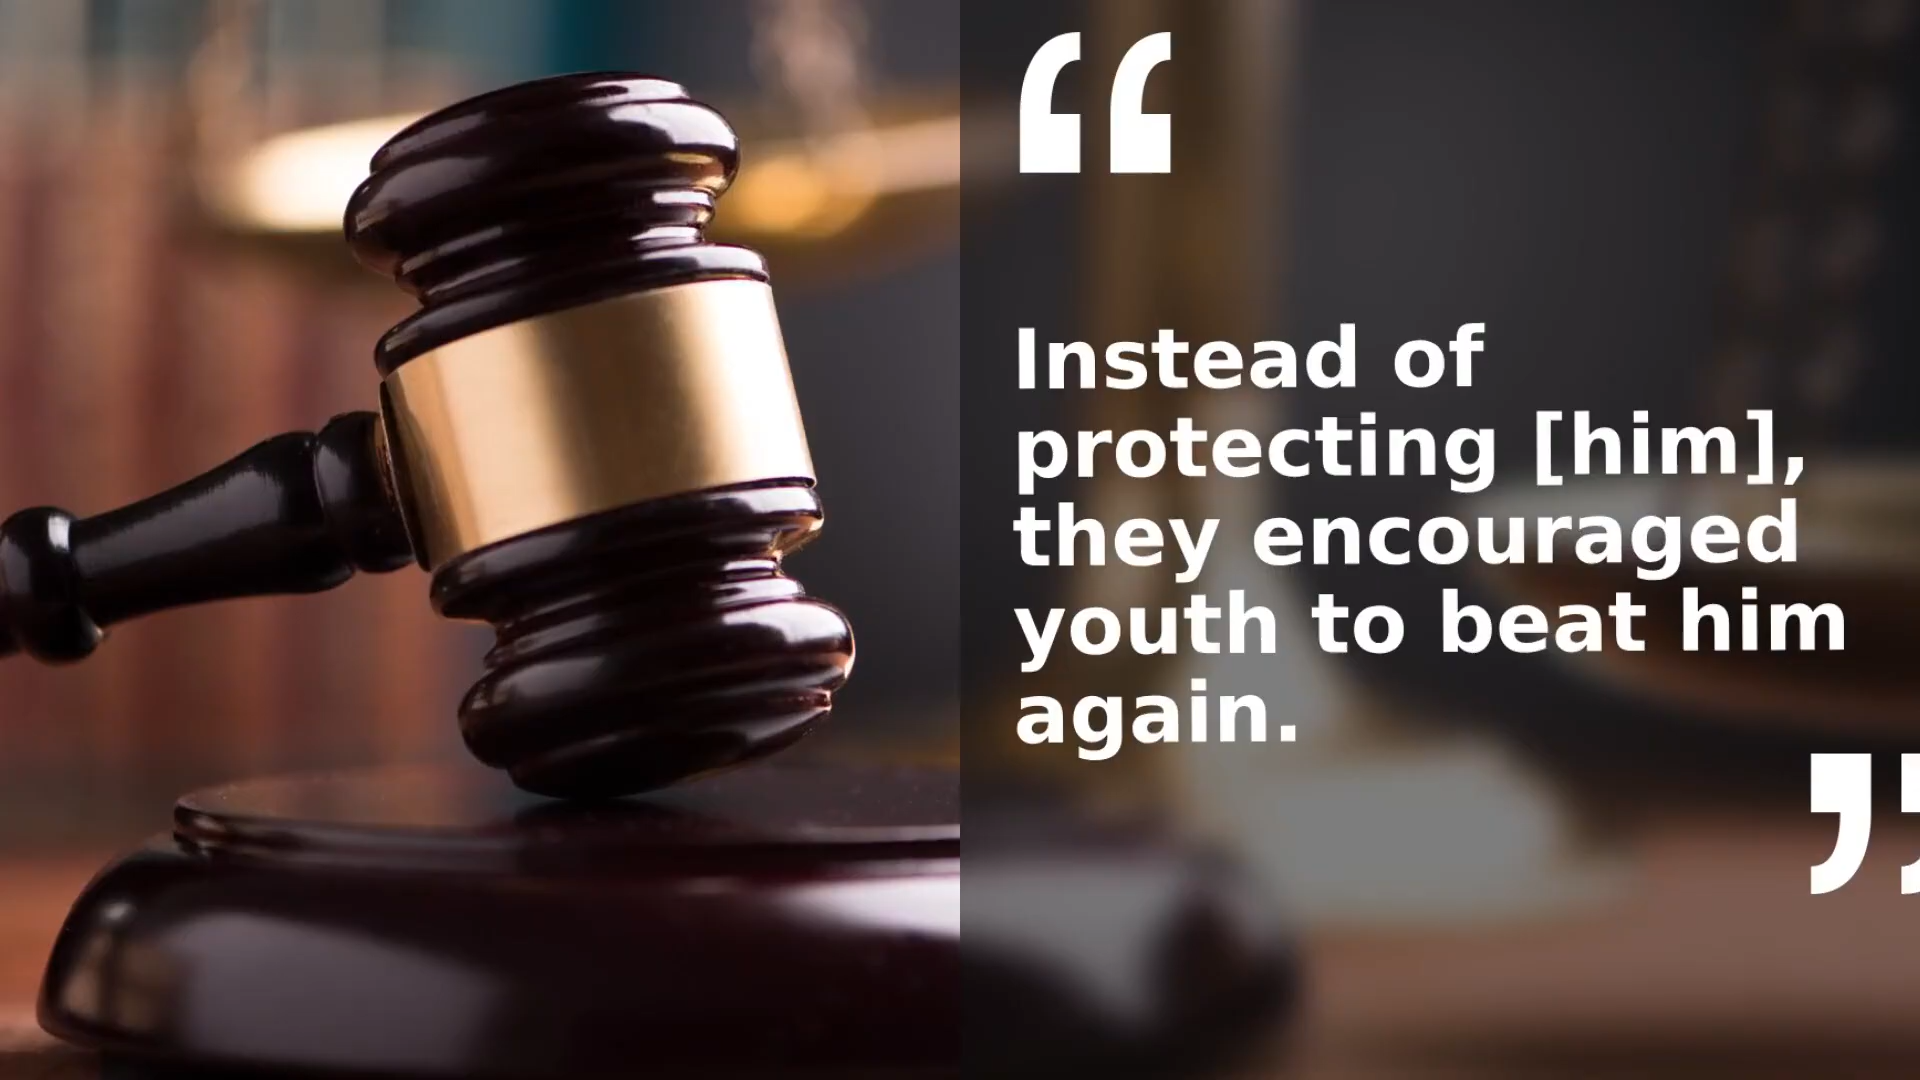 “
Instead of
protecting [him],
they encouraged
youth to beat him
again.
”